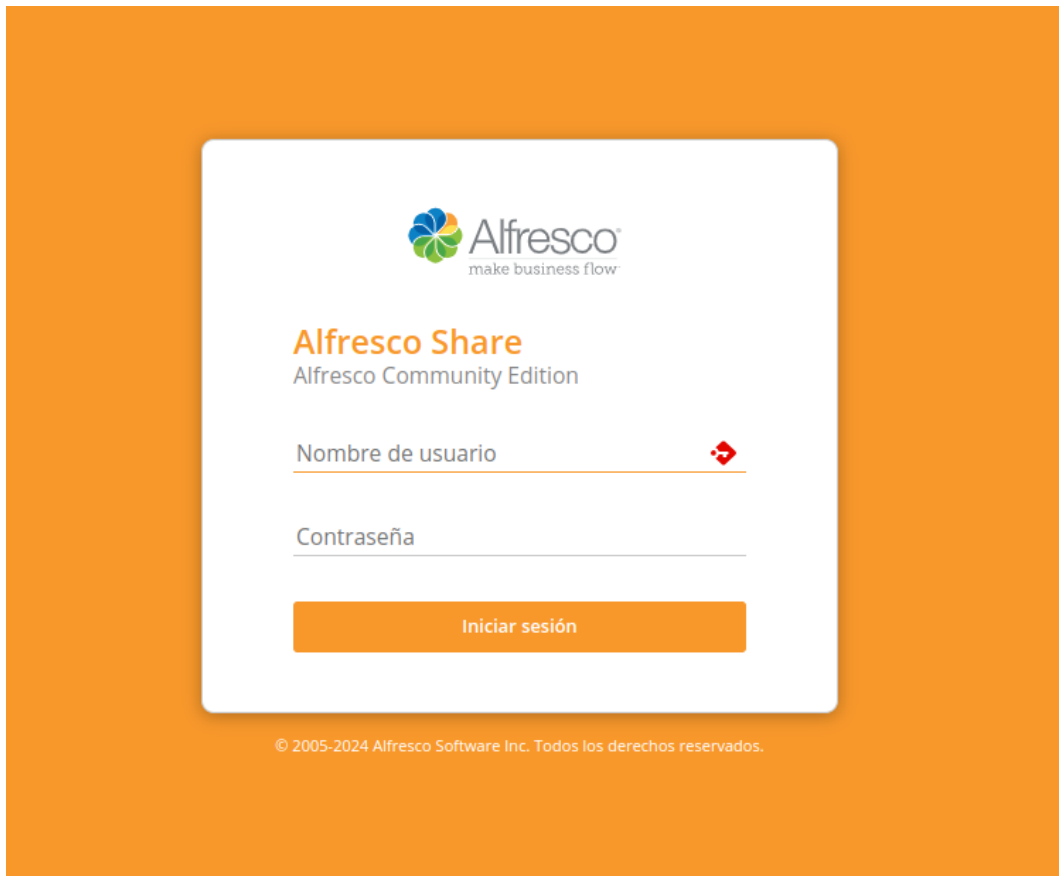 Alfresco®
make business flow™
Alfresco Share
Alfresco Community Edition
Nombre de usuario
Contraseña
Iniciar sesión
© 2005-2024 Alfresco Software Inc. Todos los derechos reservados.